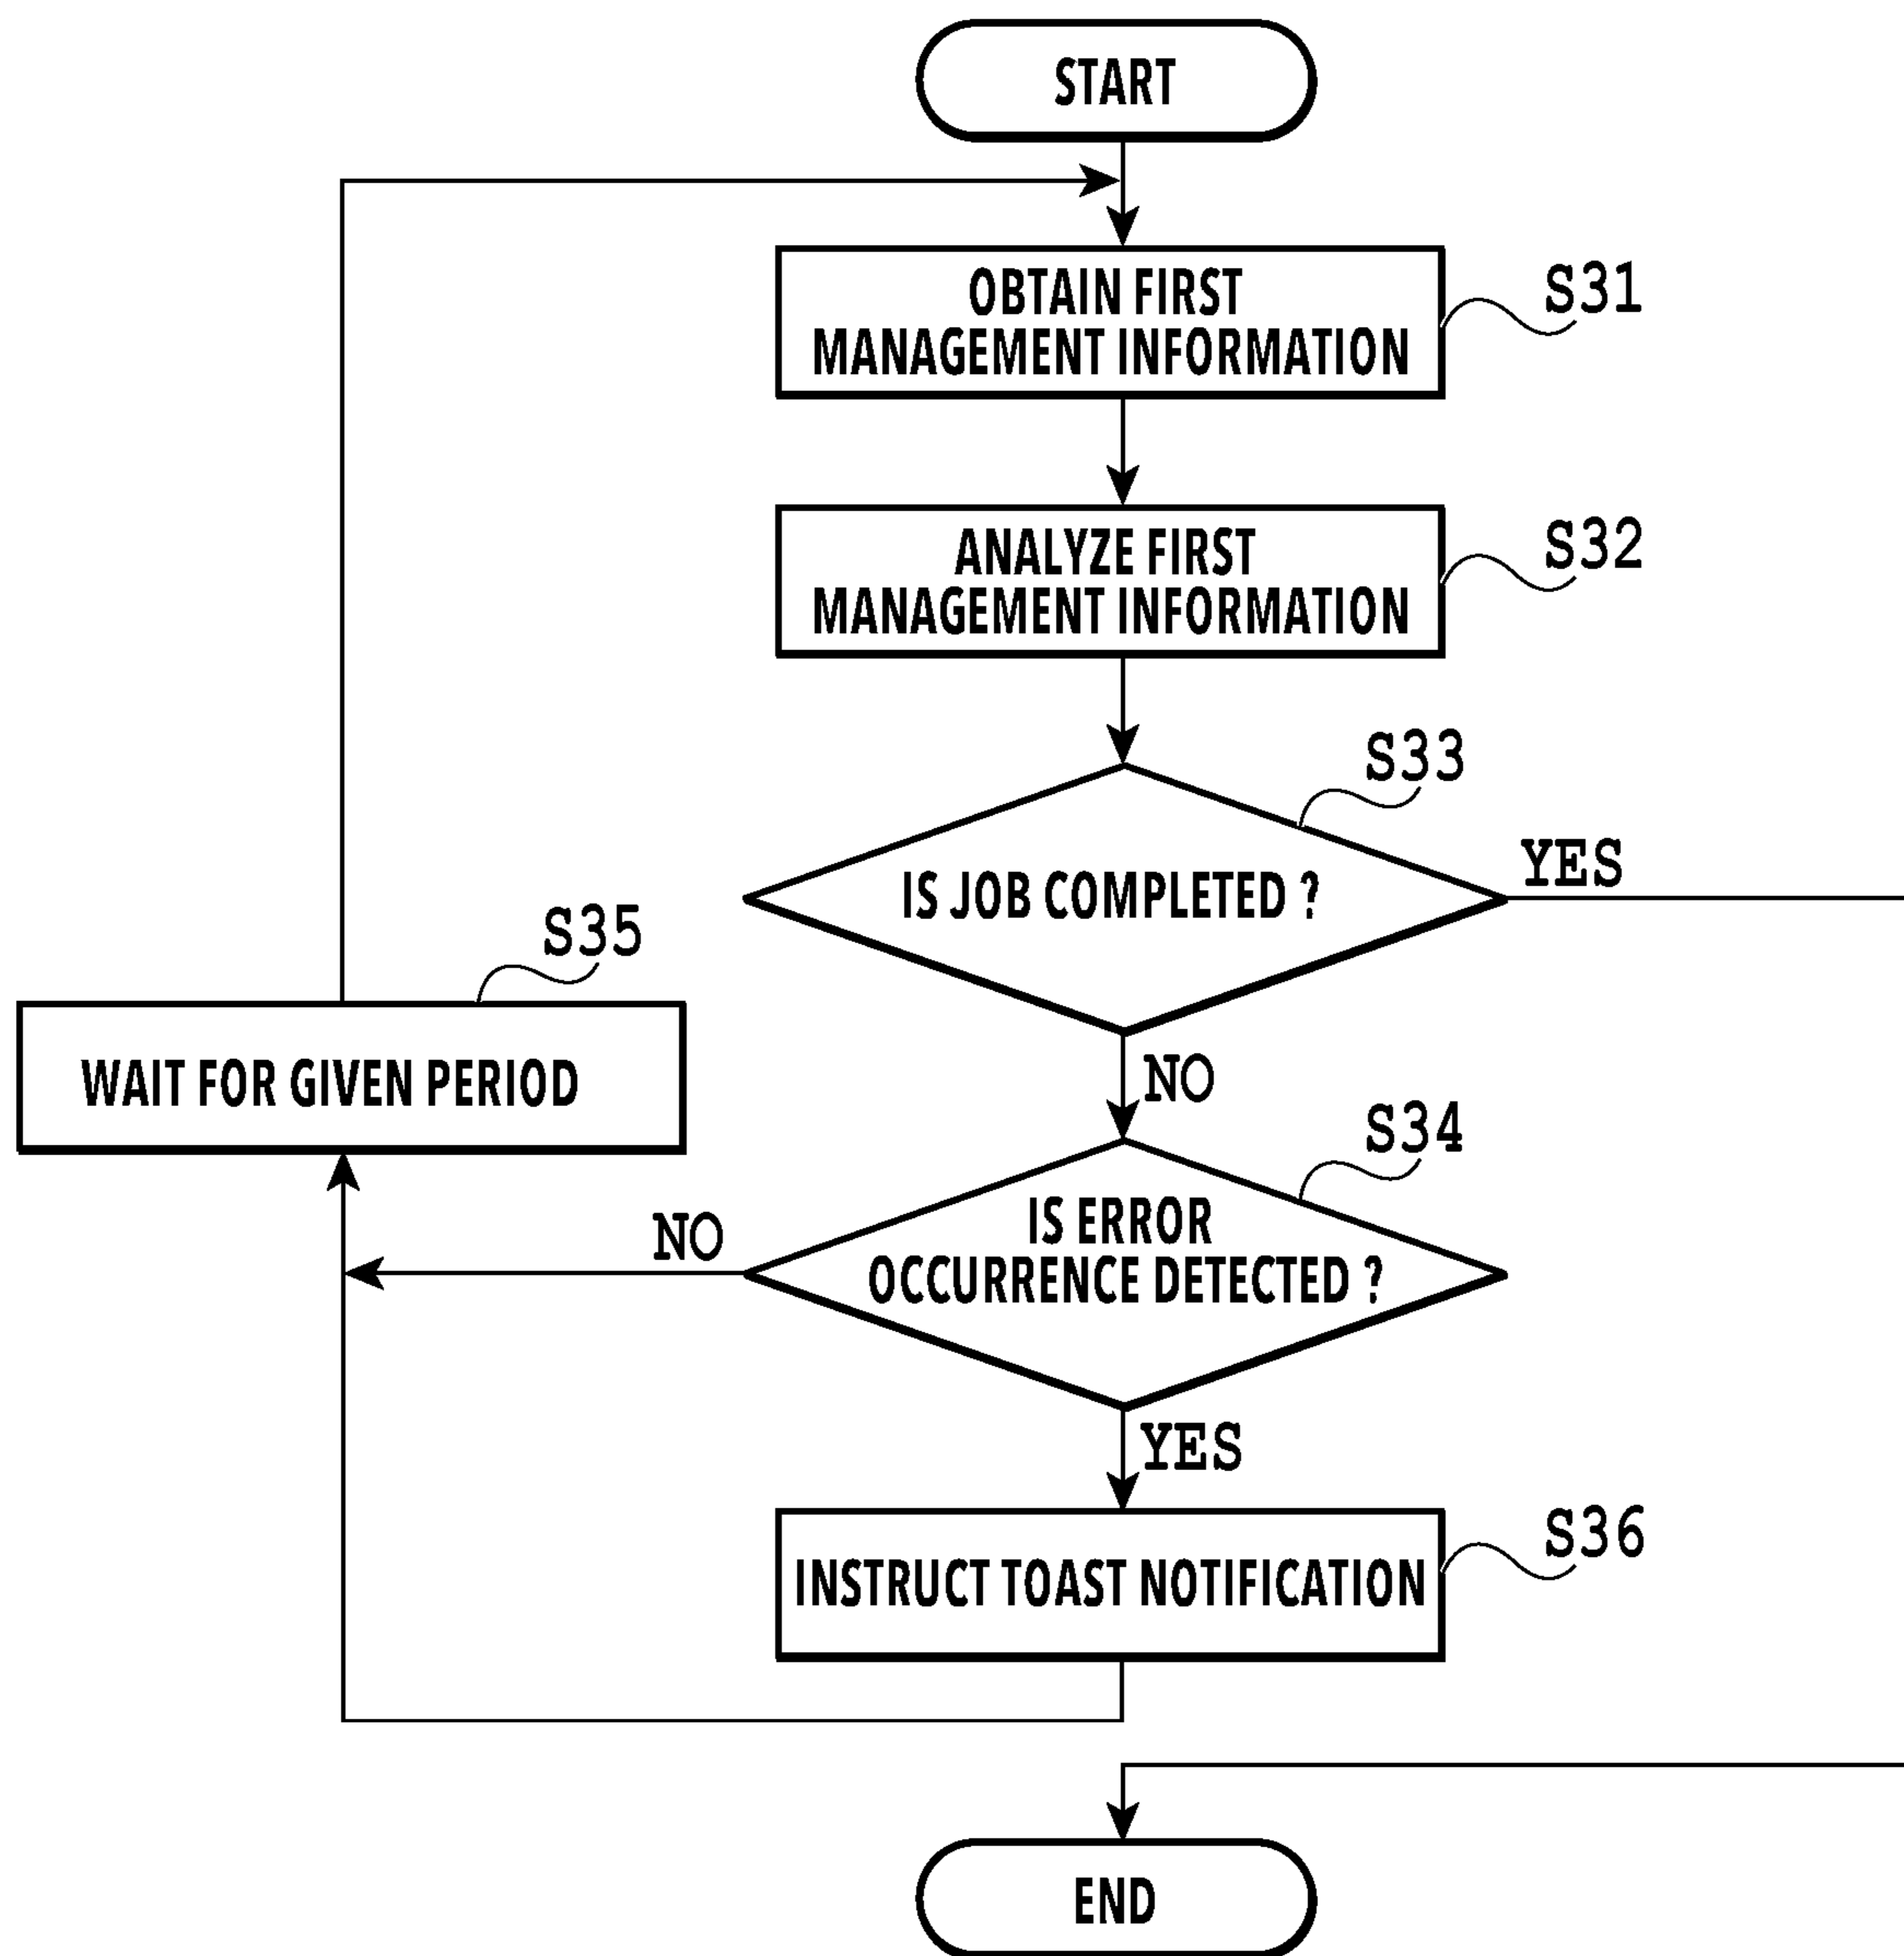 START
OBTAIN FIRST
MANAGEMENT INFORMATION
S31
ANALYZE FIRST
MANAGEMENT INFORMATION
S32
S33
IS JOB COMPLETED ?
YES
NO
S35
WAIT FOR GIVEN PERIOD
S34
IS ERROR
OCCURRENCE DETECTED ?
NO
YES
S36
INSTRUCT TOAST NOTIFICATION
END